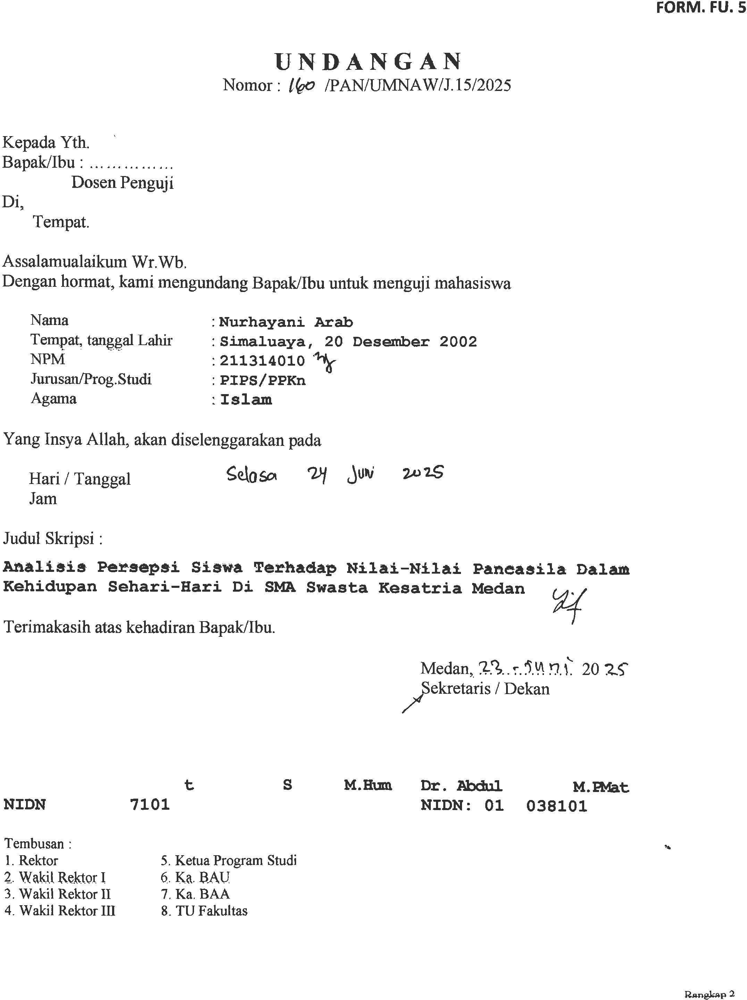 FORM. FU. 5
UNDANGAN
Nomor : 160 /PAN/UMNAW/J.15/2025
Kepada Yth.
Bapak/Ibu : ……………
Dosen Penguji
Di,
Tempat.
Assalamualaikum Wr.Wb.
Dengan hormat, kami mengundang Bapak/Ibu untuk menguji mahasiswa
Nama : Nurhayani Arab
Tempat, tanggal Lahir : Simaluaya, 20 Desember 2002
NPM : 211314010
Jurusan/Prog.Studi : PIPS/PPKn
Agama : Islam
Yang Insya Allah, akan diselenggarakan pada
Hari / Tanggal Selasa 24 Juni 2025
Jam
Judul Skripsi :
Analisis Persepsi Siswa Terhadap Nilai-Nilai Pancasila Dalam
Kehidupan Sehari-Hari Di SMA Swasta Kesatria Medan
Terimakasih atas kehadiran Bapak/Ibu.
Medan, 23 - Juni 2025
Sekretaris / Dekan
t S M.Hum Dr. Abdul M.PMat
NIDN 7101 NIDN: 01 038101
Tembusan :
1. Rektor 5. Ketua Program Studi
2. Wakil Rektor I 6. Ka. BAU
3. Wakil Rektor II 7. Ka. BAA
4. Wakil Rektor III 8. TU Fakultas
Rangkap 2